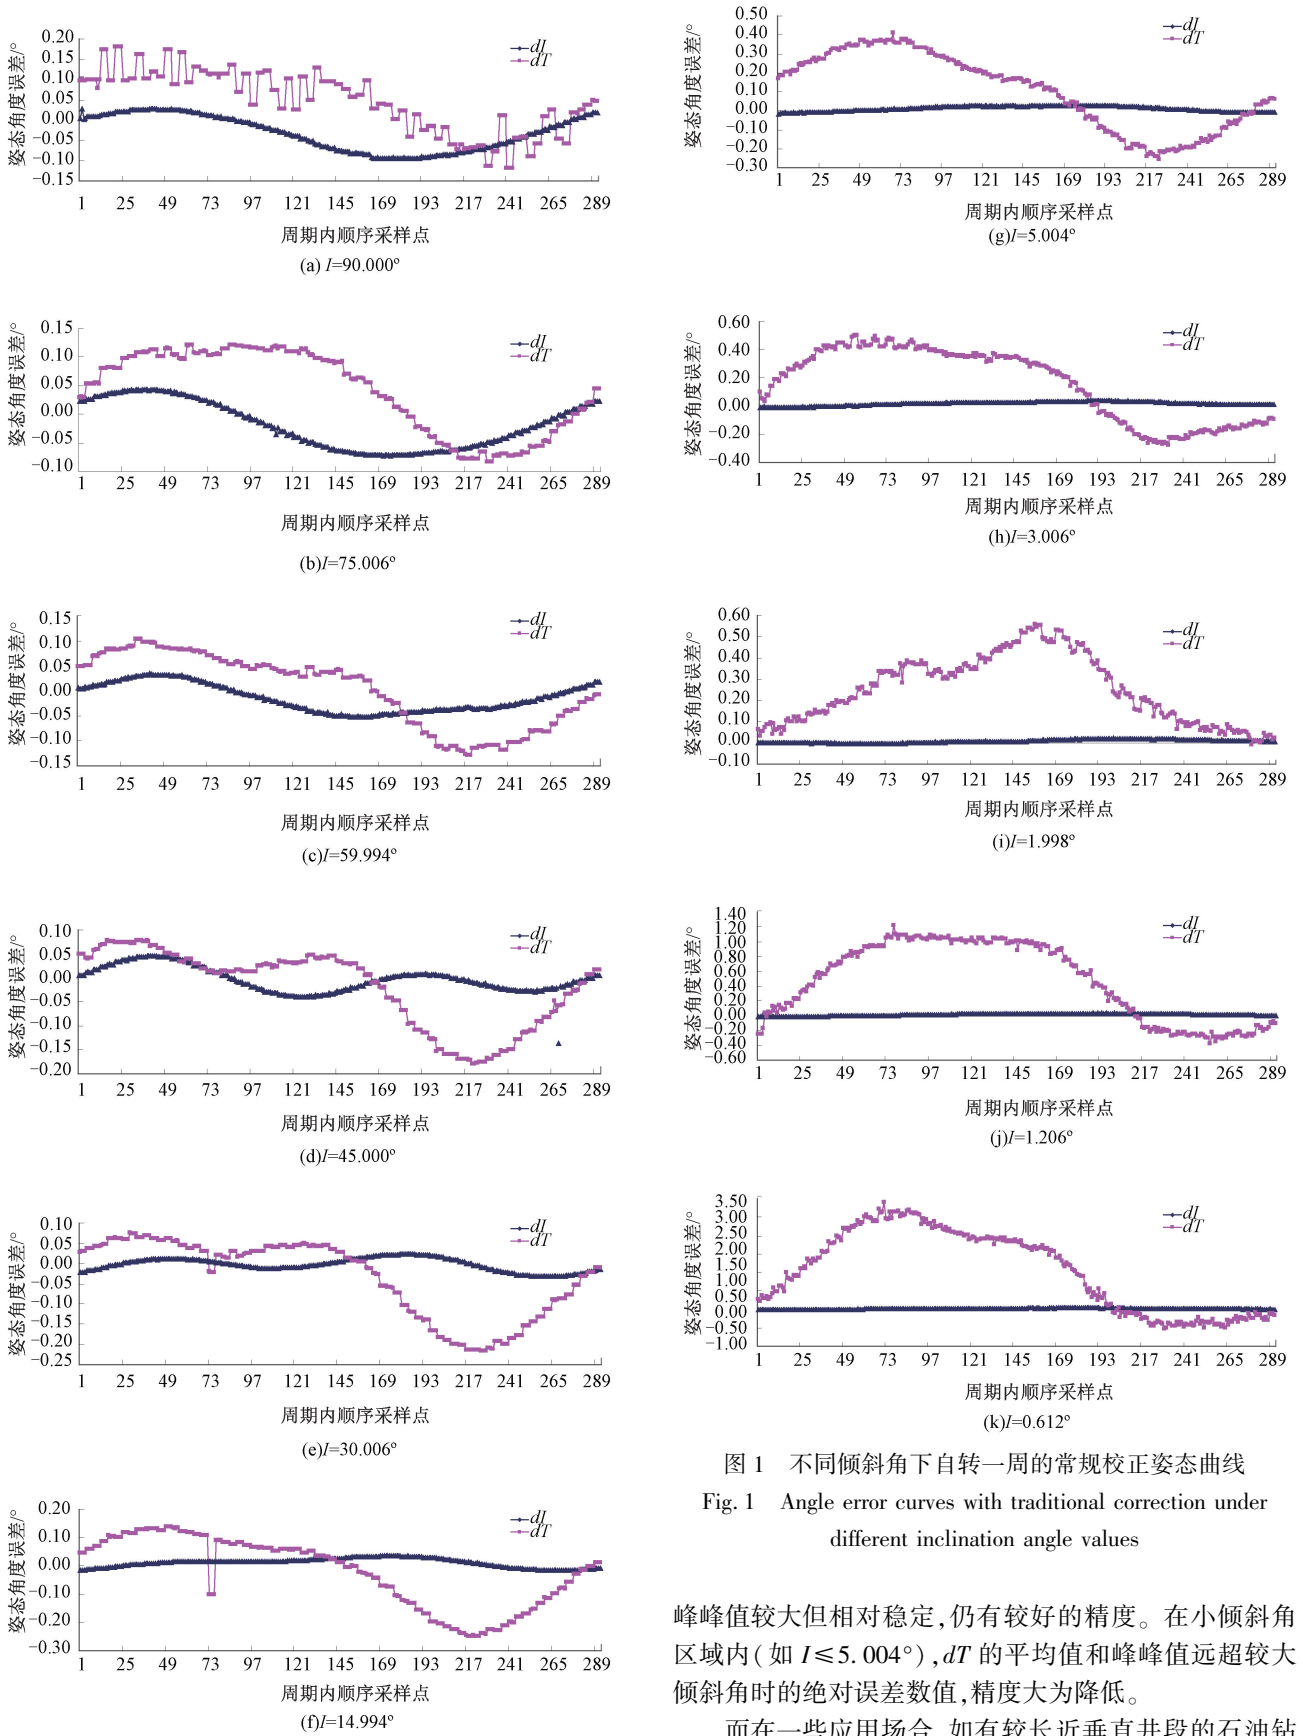 0.20
0.15
0.10
0.05
0.00
−0.05
−0.10
−0.15
姿态角度误差/°
dI
dT
1 25 49 73 97 121 145 169 193 217 241 265 289
周期内顺序采样点
(a) I=90.000°
0.15
0.10
0.05
0.00
−0.05
−0.10
姿态角度误差/°
dI
dT
1 25 49 73 97 121 145 169 193 217 241 265 289
周期内顺序采样点
(b)I=75.006°
0.15
0.10
0.05
0.00
−0.05
−0.10
−0.15
姿态角度误差/°
dI
dT
1 25 49 73 97 121 145 169 193 217 241 265 289
周期内顺序采样点
(c)I=59.994°
0.10
0.05
0.00
−0.05
−0.10
−0.15
−0.20
姿态角度误差/°
dI
dT
1 25 49 73 97 121 145 169 193 217 241 265 289
周期内顺序采样点
(d)I=45.000°
0.10
0.05
0.00
−0.05
−0.10
−0.15
−0.20
−0.25
姿态角度误差/°
dI
dT
1 25 49 73 97 121 145 169 193 217 241 265 289
周期内顺序采样点
(e)I=30.006°
0.20
0.10
0.00
−0.10
−0.20
−0.30
姿态角度误差/°
dI
dT
1 25 49 73 97 121 145 169 193 217 241 265 289
周期内顺序采样点
(f)I=14.994°
0.50
0.40
0.30
0.20
0.10
0.00
−0.10
−0.20
−0.30
姿态角度误差/°
dI
dT
1 25 49 73 97 121 145 169 193 217 241 265 289
周期内顺序采样点
(g)I=5.004°
0.60
0.40
0.20
0.00
−0.20
−0.40
姿态角度误差/°
dI
dT
1 25 49 73 97 121 145 169 193 217 241 265 289
周期内顺序采样点
(h)I=3.006°
0.60
0.50
0.40
0.30
0.20
0.10
0.00
−0.10
姿态角度误差/°
dI
dT
1 25 49 73 97 121 145 169 193 217 241 265 289
周期内顺序采样点
(i)I=1.998°
1.40
1.00
0.80
0.60
0.40
0.20
0.00
−0.20
−0.40
−0.60
姿态角度误差/°
dI
dT
1 25 49 73 97 121 145 169 193 217 241 265 289
周期内顺序采样点
(j)I=1.206°
3.50
3.00
2.50
2.00
1.50
1.00
0.50
0.00
−0.50
−1.00
姿态角度误差/°
dI
dT
1 25 49 73 97 121 145 169 193 217 241 265 289
周期内顺序采样点
(k)I=0.612°
图 1 不同倾斜角下自转一周的常规校正姿态曲线
Fig. 1 Angle error curves with traditional correction under
different inclination angle values
峰峰值较大但相对稳定,仍有较好的精度。在小倾斜角
区域内(如 I≤5.004°),dT 的平均值和峰峰值远超较大
倾斜角时的绝对误差数值,精度大为降低。
而在一些应用场合,如有较长近垂直井段的石油钻